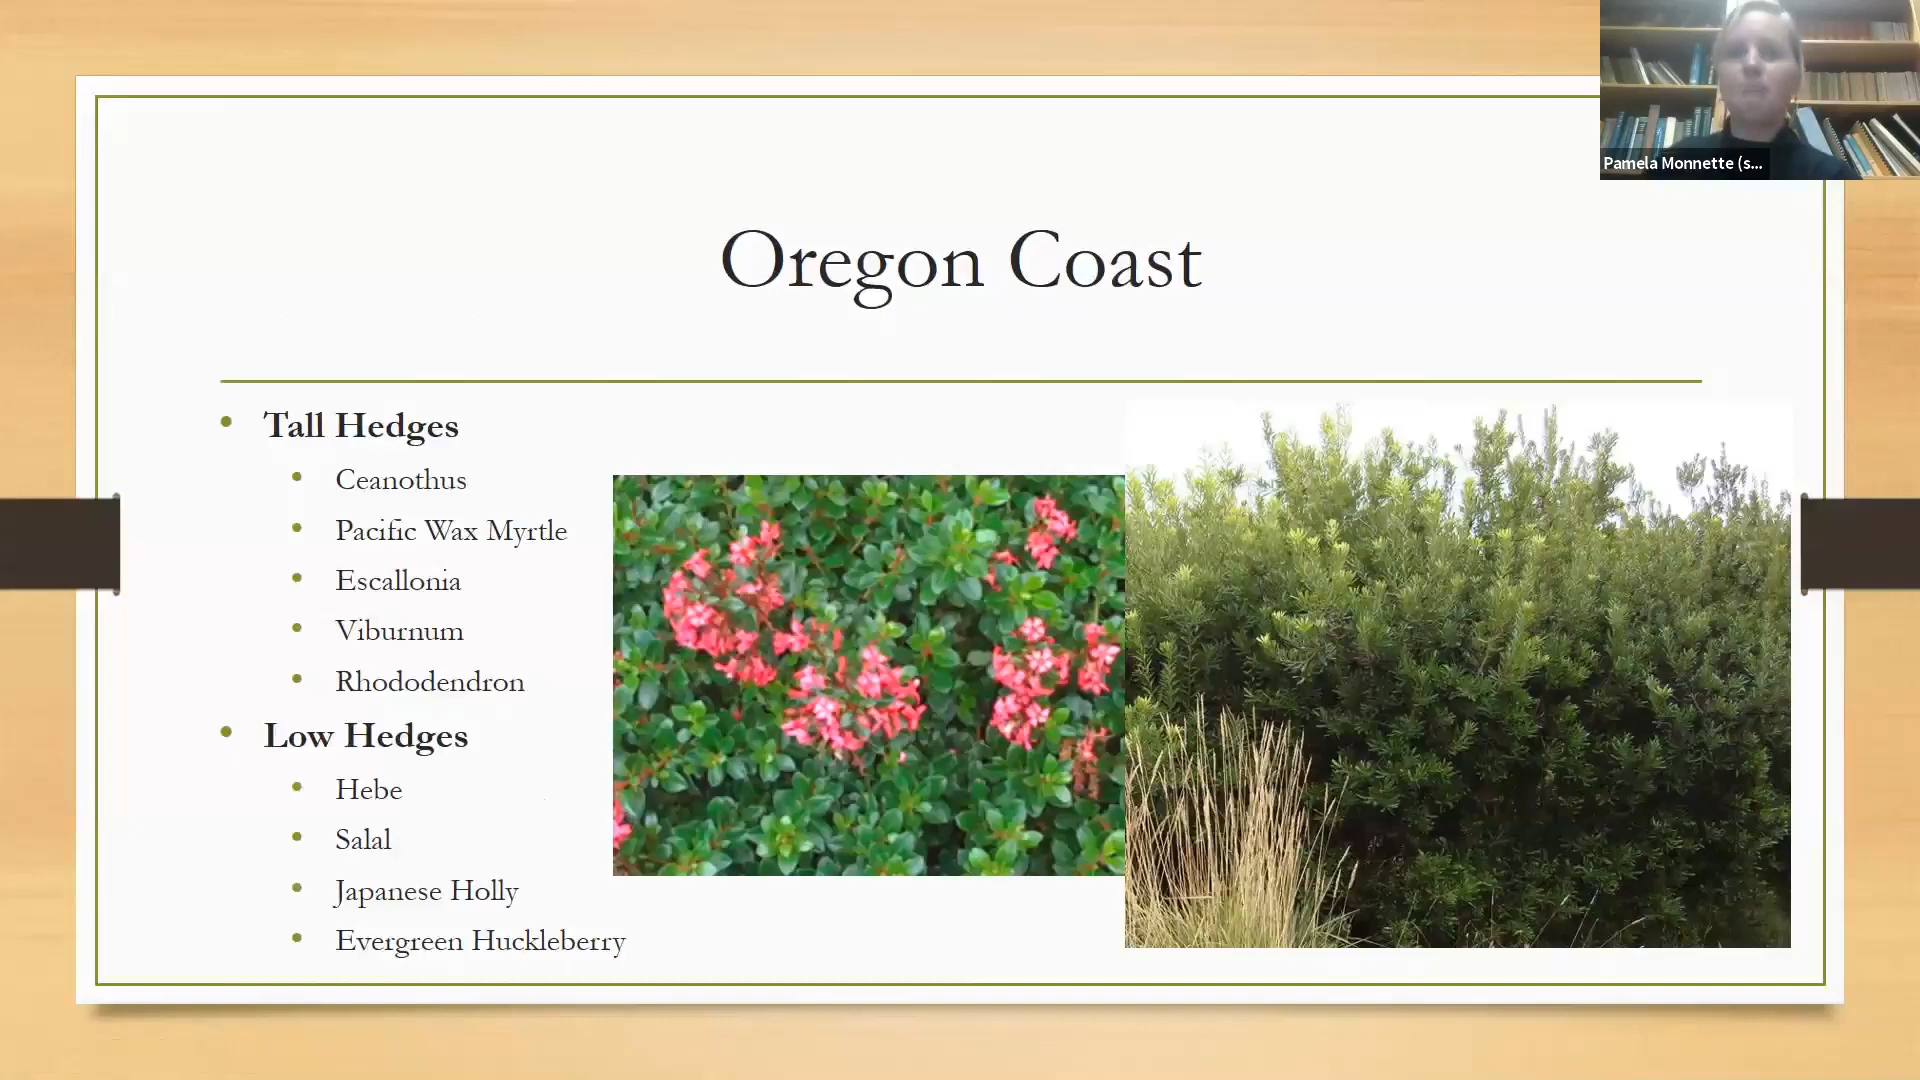 Pamela Monnette (s...
Oregon Coast
Tall Hedges
Ceanothus
Pacific Wax Myrtle
Escallonia
Viburnum
Rhododendron
Low Hedges
Hebe
Salal
Japanese Holly
Evergreen Huckleberry